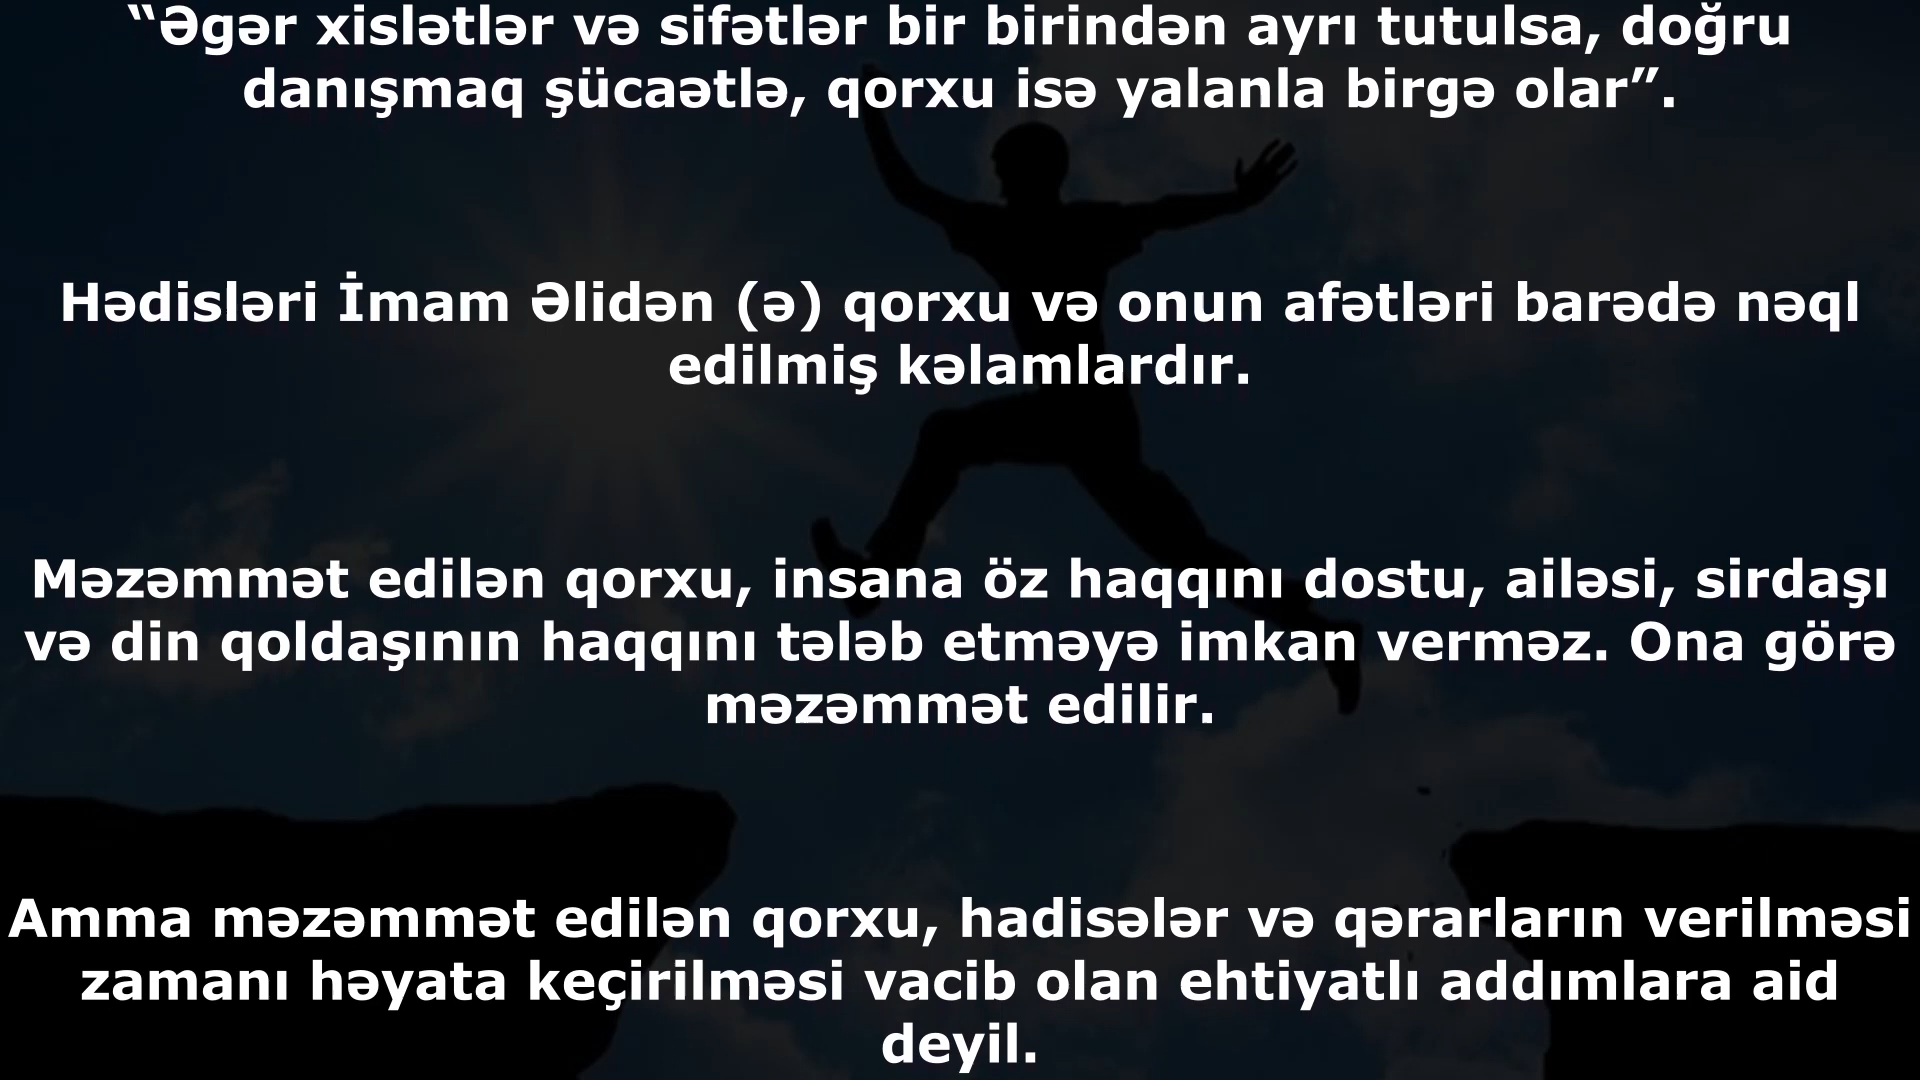 “Əgər xislətlər və sifətlər bir birindən ayrı tutulsa, doğru
danışmaq şücaətlə, qorxu isə yalanla birgə olar”.
Hədisləri İmam Əlidən (ə) qorxu və onun afətləri barədə nəql
edilmiş kəlamlardır.
Məzəmmət edilən qorxu, insana öz haqqını dostu, ailəsi, sirdaşı
və din qoldaşının haqqını tələb etməyə imkan verməz. Ona görə
məzəmmət edilir.
Amma məzəmmət edilən qorxu, hadisələr və qərarların verilməsi
zamanı həyata keçirilməsi vacib olan ehtiyatlı addımlara aid
deyil.